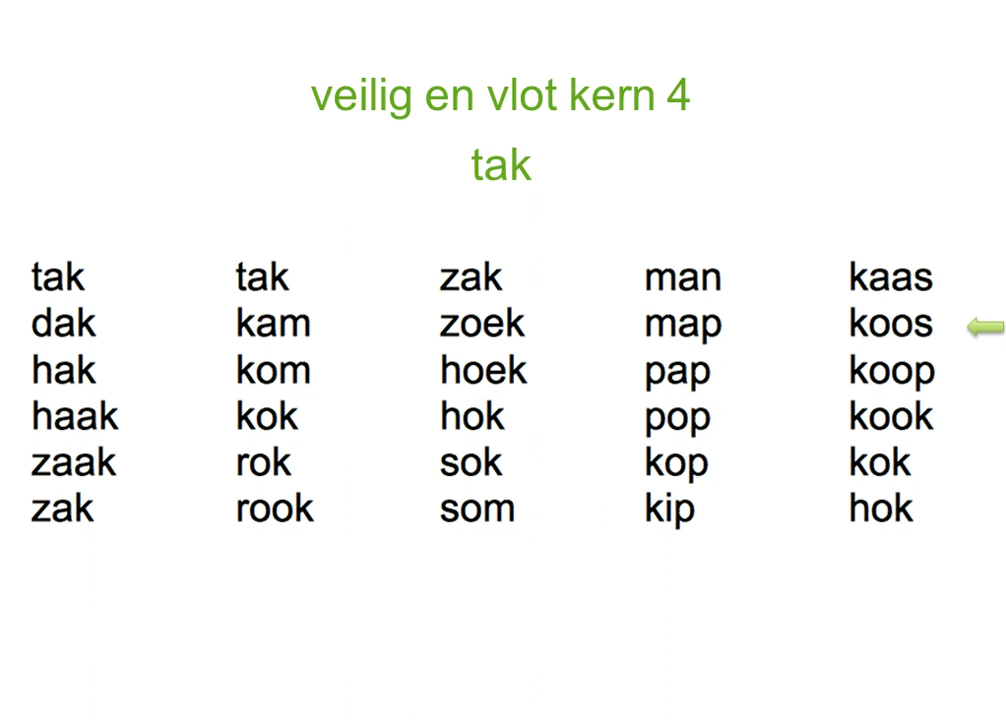 veilig en vlot kern 4
tak
tak tak zak man kaas
dak kam zoek map koos
hak kom hoek pap koop
haak kok hok pop kook
zaak rok sok kop kok
zak rook som kip hok